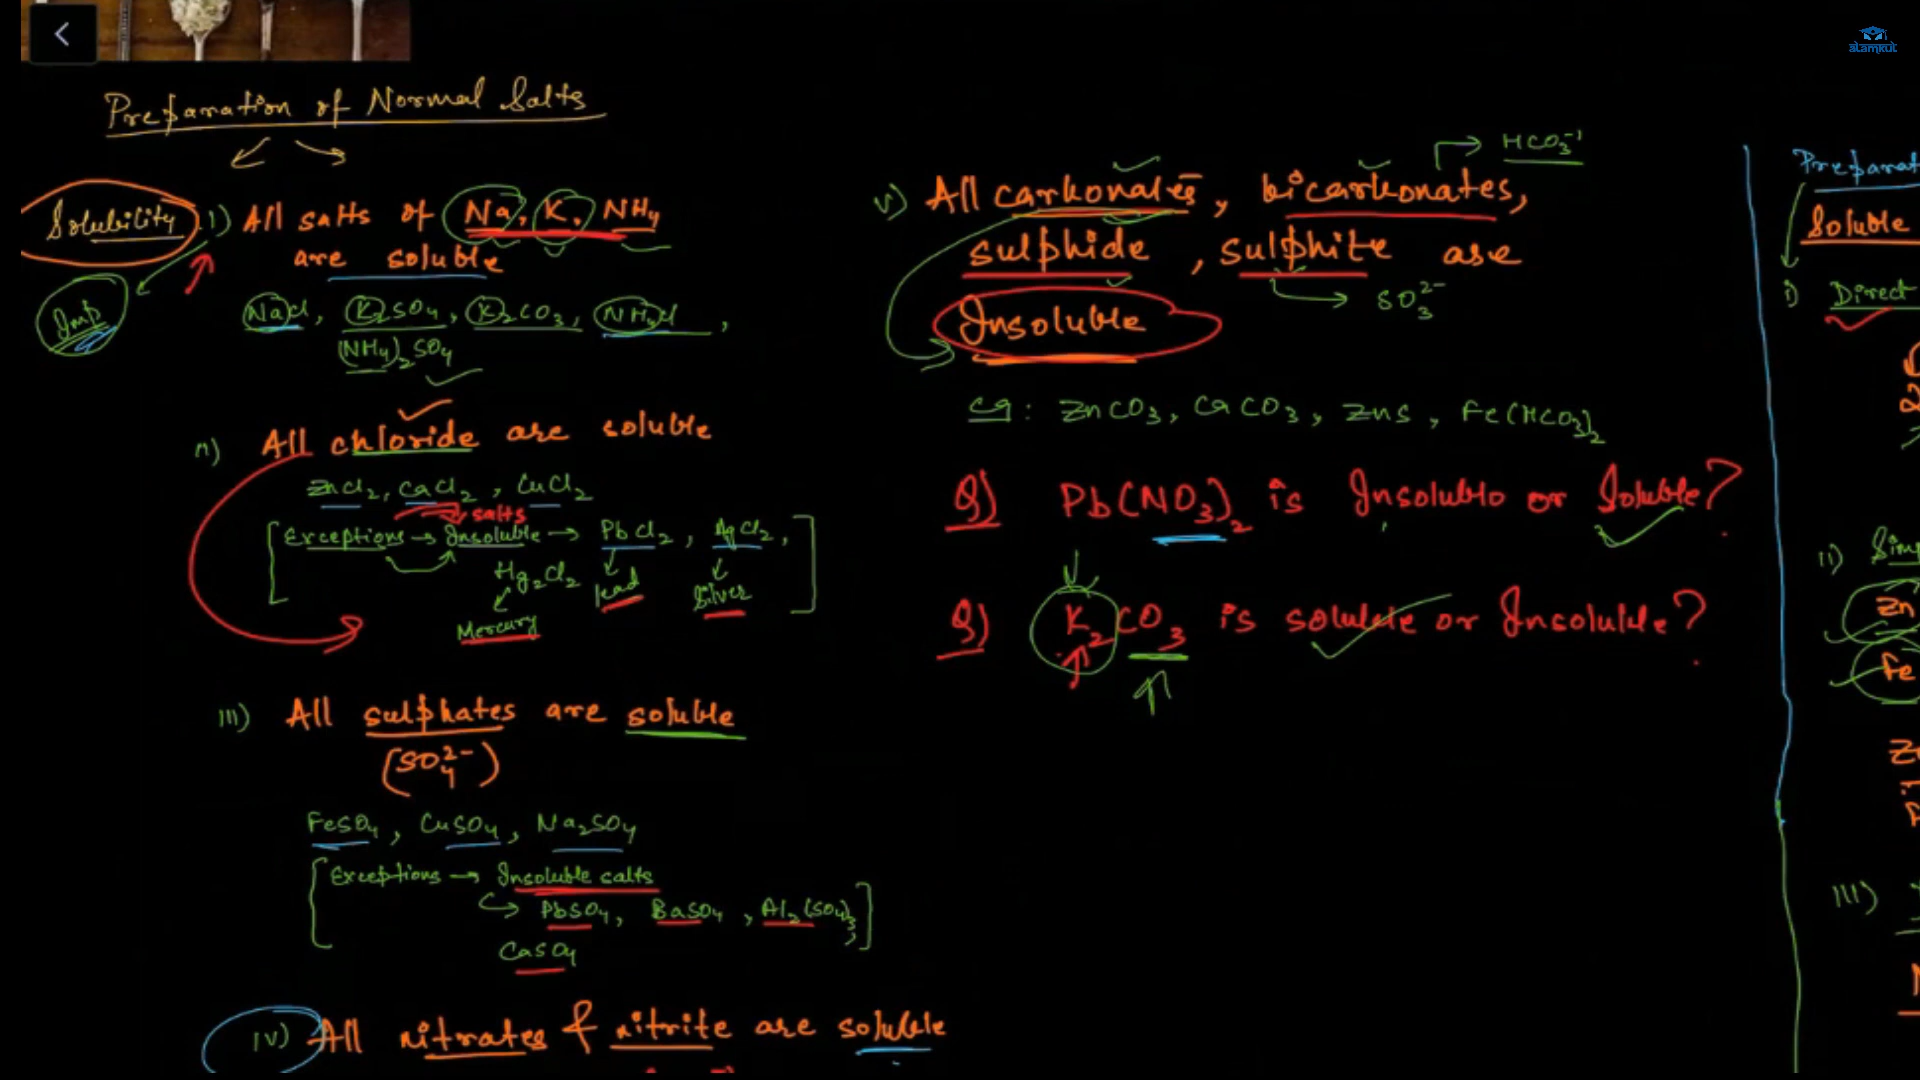 alamkut
Preparation of Normal Salts
Solubility
Imp
i) All salts of Na, K, NH4
are soluble
NaCl, K2SO4, K2CO3, NH4Cl,
(NH4)2SO4
ii) All chloride are soluble
ZnCl2, CaCl2, CuCl2
salts
[Exceptions → Insoluble → PbCl2, AgCl2,]
Hg2Cl2
lead
Silver
Mercury
iii) All sulphates are soluble
(SO4 2-)
FeSO4, CuSO4, Na2SO4
[Exceptions → Insoluble salts
→ PbSO4, BaSO4, Al2(SO4)3,]
CaSO4
iv) All nitrates & nitrite are soluble
→ HCO3 -1
v) All carbonates, bicarbonates,
sulphide, sulphite are
→ SO3 2-
Insoluble
eg: ZnCO3, CaCO3, ZnS, Fe(HCO3)2
Q) Pb(NO3)2 is Insoluble or Soluble?
Q) K2CO3 is soluble or Insoluble?
Preparat
Soluble
i) Direct
ii) Simp
Zn
Fe
iii)